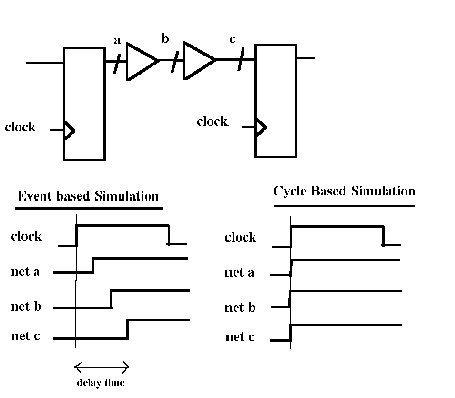 a b c
clock
clock
Event based Simulation
clock
net a
net b
net c
delay time
Cycle Based Simulation
clock
net a
net b
net c